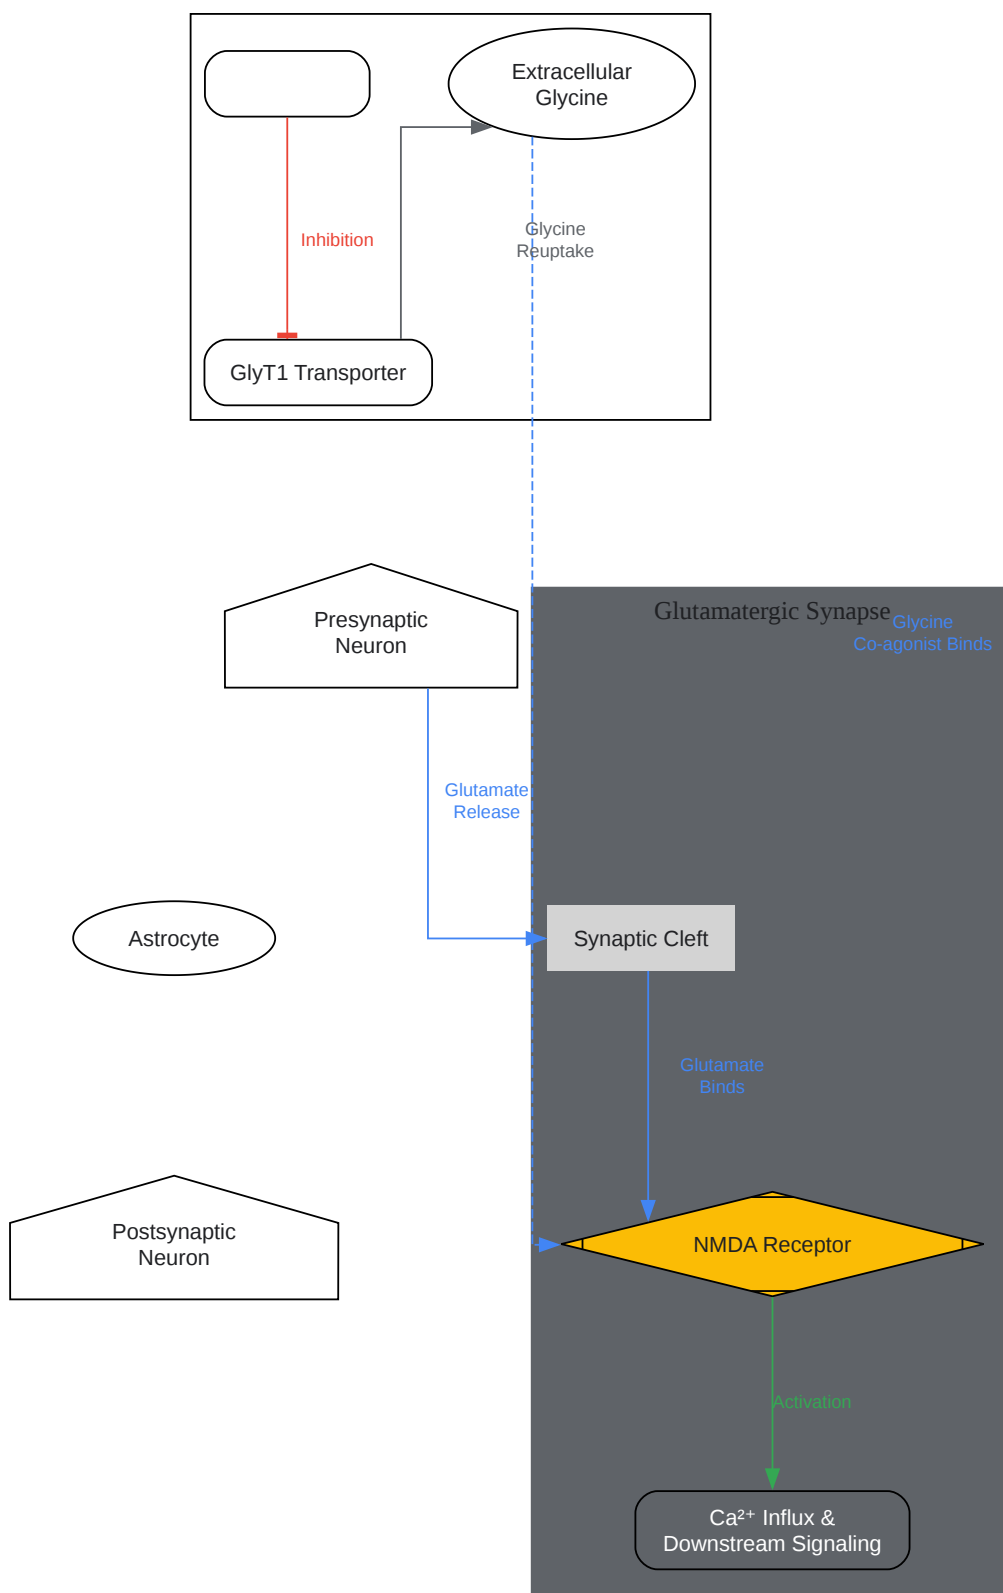 Extracellular
Glycine
Glycine
Reuptake
Inhibition
GlyT1 Transporter
Glutamatergic Synapse
Presynaptic
Neuron
Glycine
Co-agonist Binds
Glutamate
Release
Astrocyte
Synaptic Cleft
Glutamate
Binds
Postsynaptic
Neuron
NMDA Receptor
Activation
Ca²⁺ Influx &
Downstream Signaling